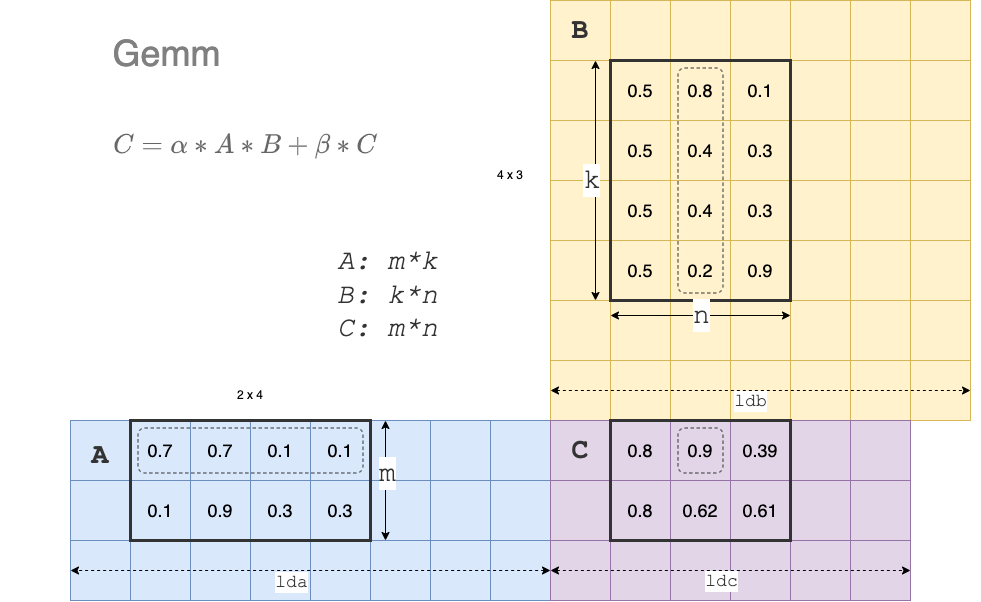 B
Gemm
0.5 0.8 0.1
C = α ∗ A ∗ B + β ∗ C
0.5 0.4 0.3
4 x 3
k
0.5 0.4 0.3
A: m*k
0.5 0.2 0.9
B: k*n
n
C: m*n
2 x 4
ldb
A
0.7 0.7 0.1 0.1
m
C
0.8 0.9 0.39
0.1 0.9 0.3 0.3
0.8 0.62 0.61
lda
ldc